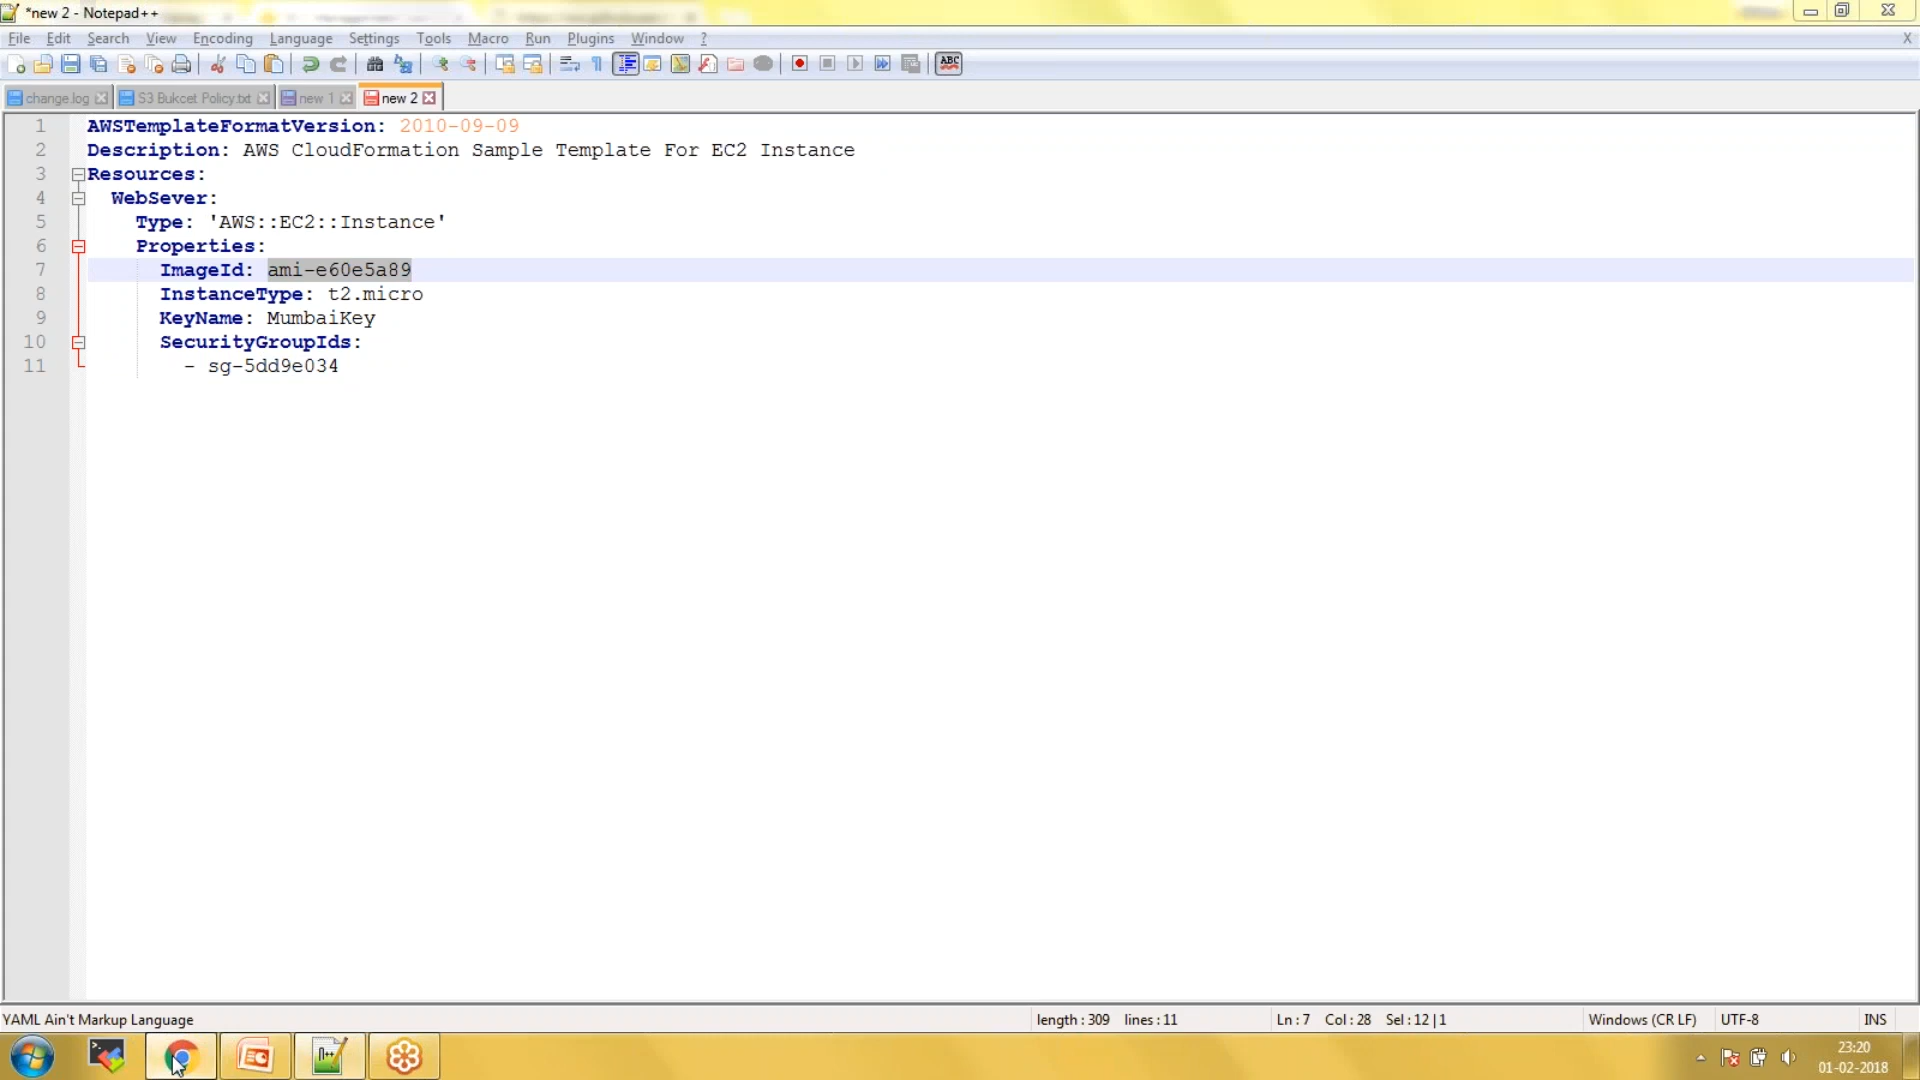 *new 2 - Notepad++
File Edit Search View Encoding Language Settings Tools Macro Run Plugins Window ? X
ABC
change.log S3 Bukcet Policy.txt new 1 new 2
1 AWSTemplateFormatVersion: 2010-09-09
2 Description: AWS CloudFormation Sample Template For EC2 Instance
3 Resources:
4 WebSever:
5 Type: 'AWS::EC2::Instance'
6 Properties:
7 ImageId: ami-e60e5a89
8 InstanceType: t2.micro
9 KeyName: MumbaiKey
10 SecurityGroupIds:
11 - sg-5dd9e034
YAML Ain't Markup Language length : 309 lines : 11 Ln : 7 Col : 28 Sel : 12 | 1 Windows (CR LF) UTF-8 INS
23:20
01-02-2018